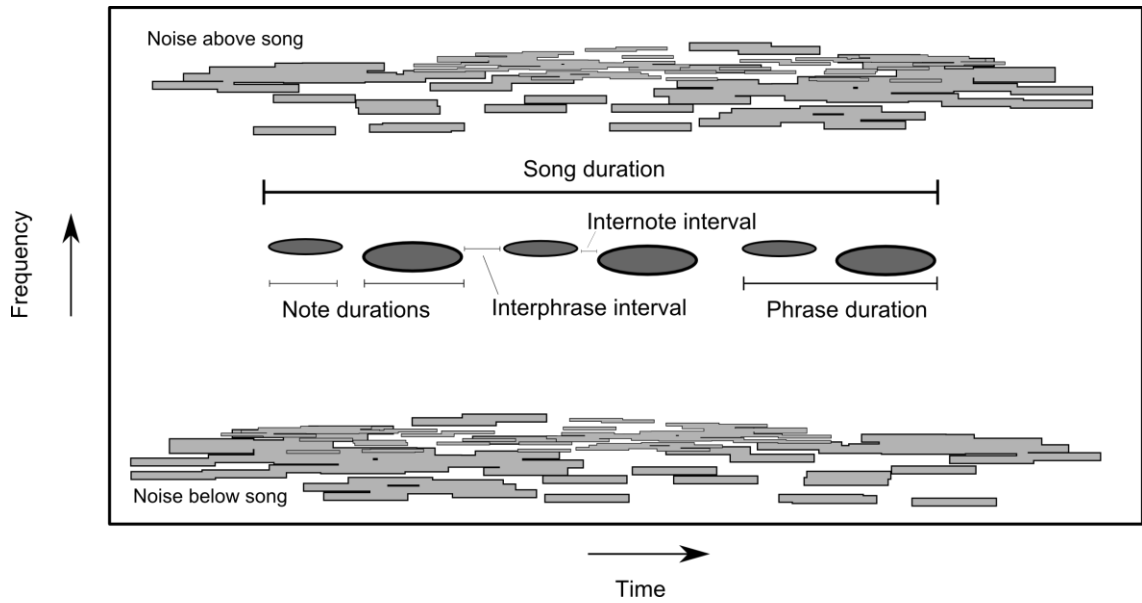 Noise above song
Song duration
Internote interval
Frequency
Note durations
Interphrase interval
Phrase duration
Noise below song
Time